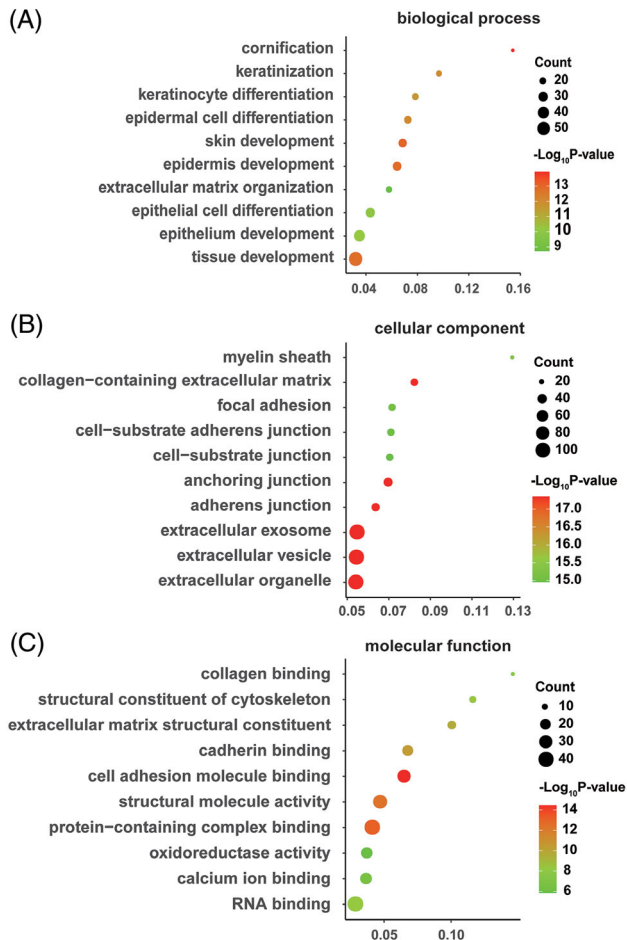 (A)
biological process
cornification
keratinization
keratinocyte differentiation
epidermal cell differentiation
skin development
epidermis development
extracellular matrix organization
epithelial cell differentiation
epithelium development
tissue development
0.04 0.08 0.12 0.16
Count
20
30
40
50
-Log10P-value
13
12
11
10
9
(B)
cellular component
myelin sheath
collagen−containing extracellular matrix
focal adhesion
cell−substrate adherens junction
cell−substrate junction
anchoring junction
adherens junction
extracellular exosome
extracellular vesicle
extracellular organelle
0.05 0.07 0.09 0.11 0.13
Count
20
40
60
80
100
-Log10P-value
17.0
16.5
16.0
15.5
15.0
(C)
molecular function
collagen binding
structural constituent of cytoskeleton
extracellular matrix structural constituent
cadherin binding
cell adhesion molecule binding
structural molecule activity
protein−containing complex binding
oxidoreductase activity
calcium ion binding
RNA binding
0.05 0.10
Count
10
20
30
40
-Log10P-value
14
12
10
8
6